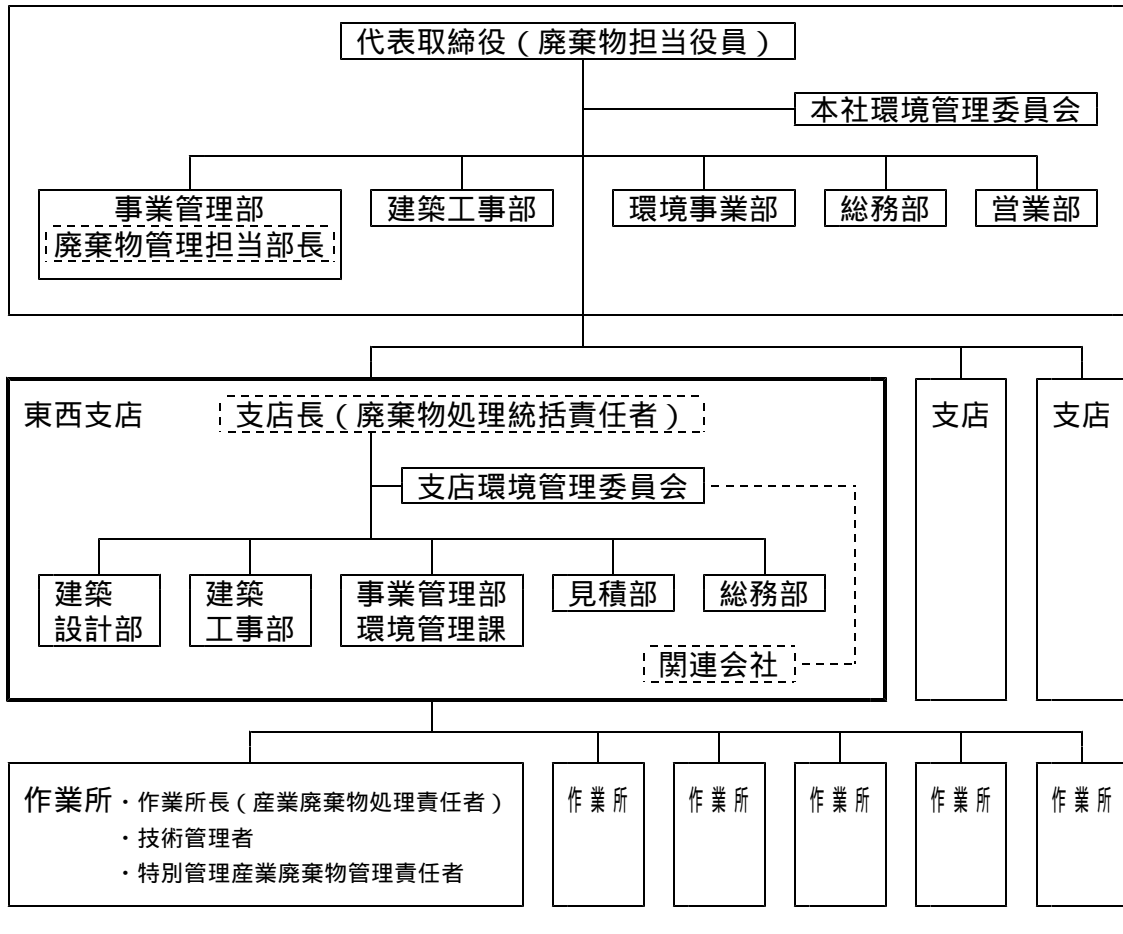 代表取締役（廃棄物担当役員）
本社環境管理委員会
事業管理部
廃棄物管理担当部長
建築工事部
環境事業部
総務部
営業部
東西支店
支店長（廃棄物処理統括責任者）
支店
支店
支店環境管理委員会
建築
設計部
建築
工事部
事業管理部
環境管理課
見積部
総務部
関連会社
作業所・作業所長（産業廃棄物処理責任者）
・技術管理者
・特別管理産業廃棄物管理責任者
作業所
作業所
作業所
作業所
作業所